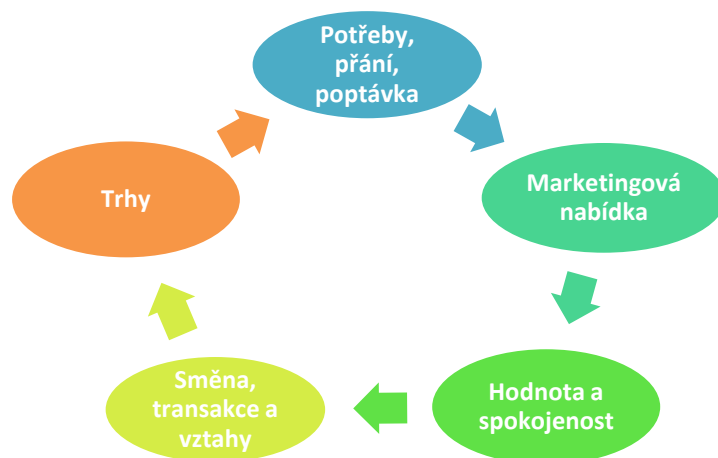 Potřeby,
přání,
poptávka
Marketingová
nabídka
Hodnota a
spokojenost
Směna,
transakce a
vztahy
Trhy